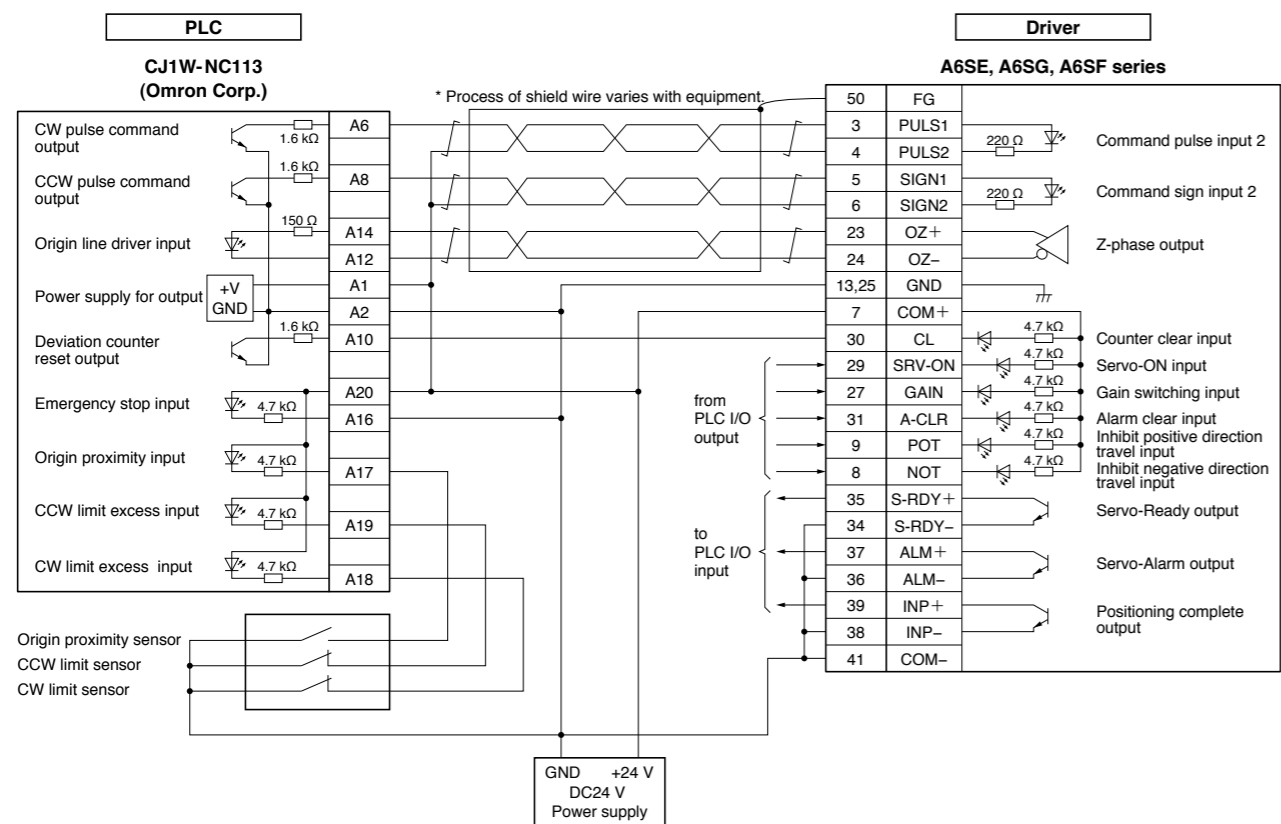 PLC
Driver
CJ1W-NC113
(Omron Corp.)
A6SE, A6SG, A6SF series
* Process of shield wire varies with equipment.
CW pulse command
output
1.6 kΩ
A6
CCW pulse command
output
1.6 kΩ
A8
Origin line driver input
150 Ω
A14
A12
Power supply for output
+V
GND
A1
A2
Deviation counter
reset output
1.6 kΩ
A10
Emergency stop input
4.7 kΩ
A20
A16
Origin proximity input
4.7 kΩ
A17
CCW limit excess input
4.7 kΩ
A19
CW limit excess input
4.7 kΩ
A18
Origin proximity sensor
CCW limit sensor
CW limit sensor
from
PLC I/O
output
to
PLC I/O
input
50 FG
3 PULS1
4 PULS2
220 Ω
Command pulse input 2
5 SIGN1
6 SIGN2
220 Ω
Command sign input 2
23 OZ+
24 OZ−
Z-phase output
13,25 GND
7 COM+
30 CL
4.7 kΩ
Counter clear input
29 SRV-ON
4.7 kΩ
Servo-ON input
27 GAIN
4.7 kΩ
Gain switching input
31 A-CLR
4.7 kΩ
Alarm clear input
9 POT
4.7 kΩ
Inhibit positive direction
travel input
8 NOT
4.7 kΩ
Inhibit negative direction
travel input
35 S-RDY+
34 S-RDY−
Servo-Ready output
37 ALM+
36 ALM−
Servo-Alarm output
39 INP+
38 INP−
Positioning complete
output
41 COM−
GND +24 V
DC24 V
Power supply